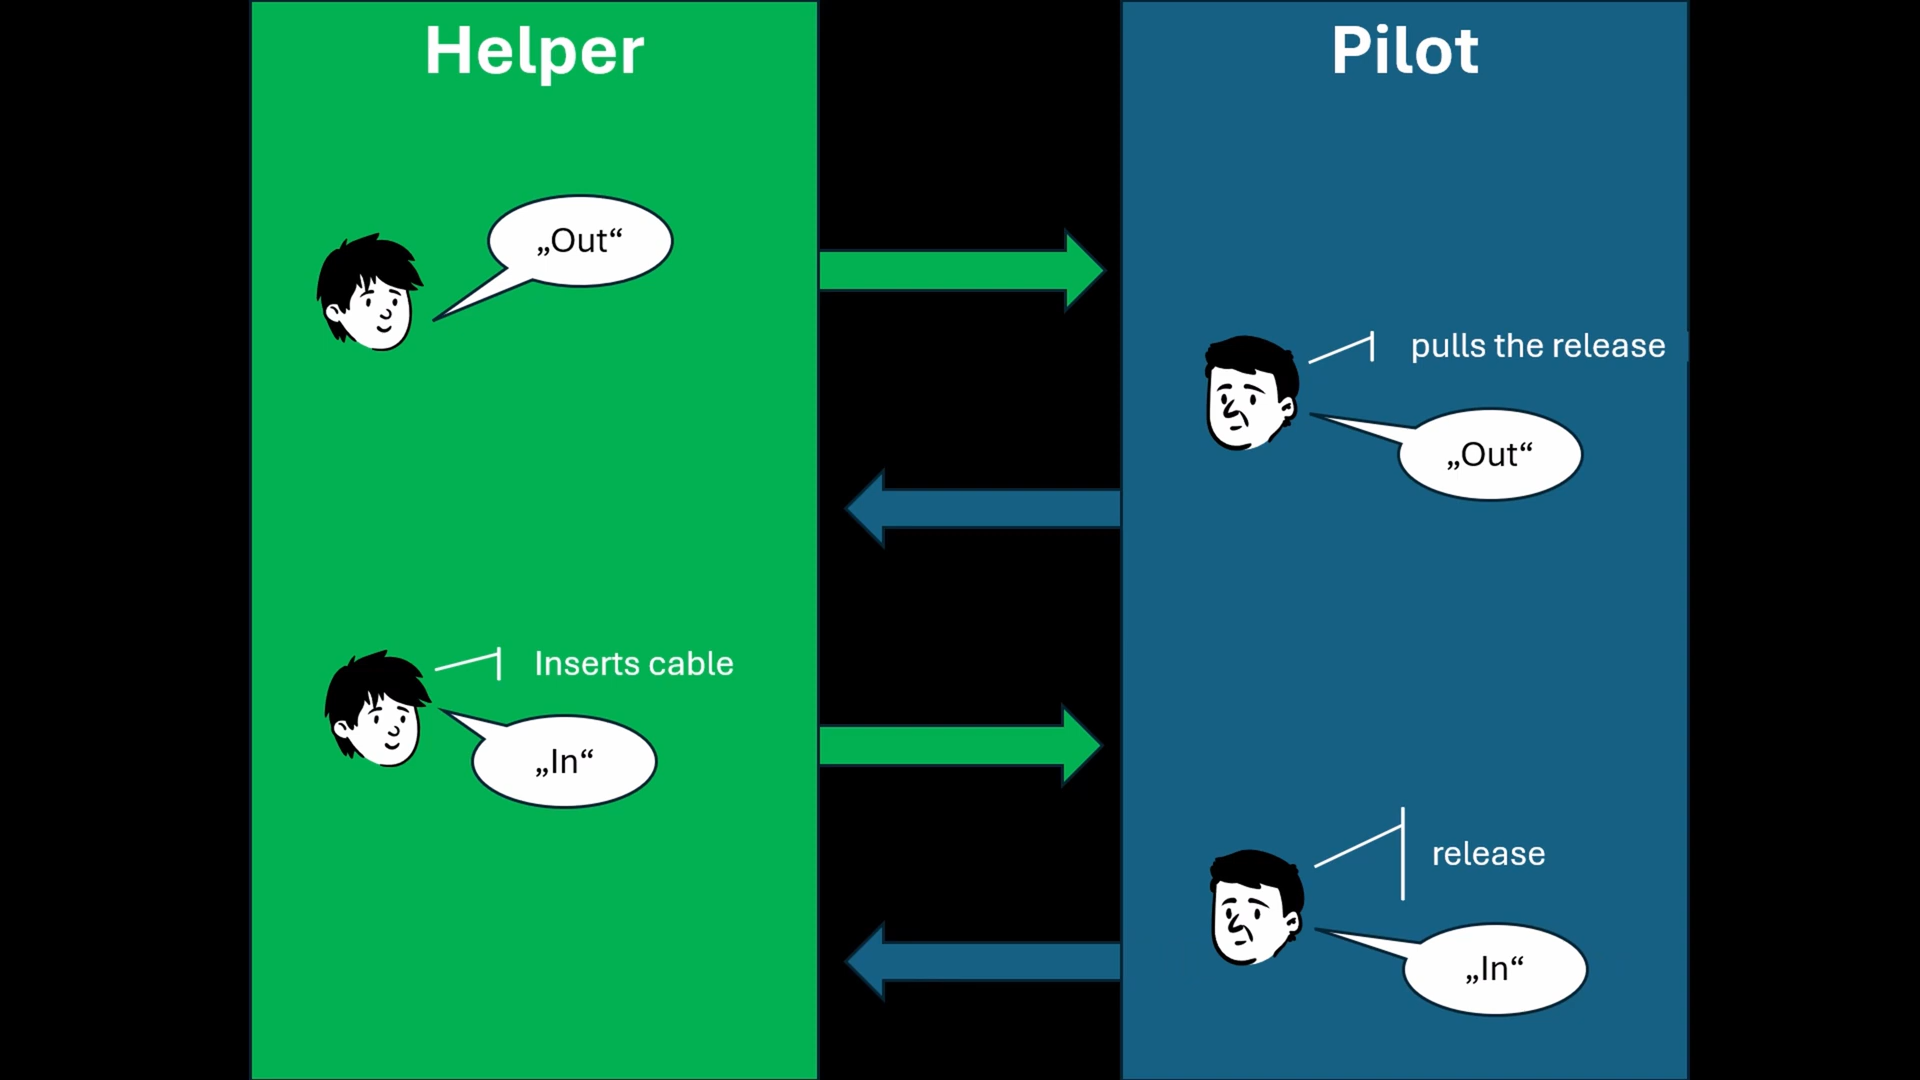 Helper
Pilot
„Out“
pulls the release
„Out“
Inserts cable
„In“
release
„In“